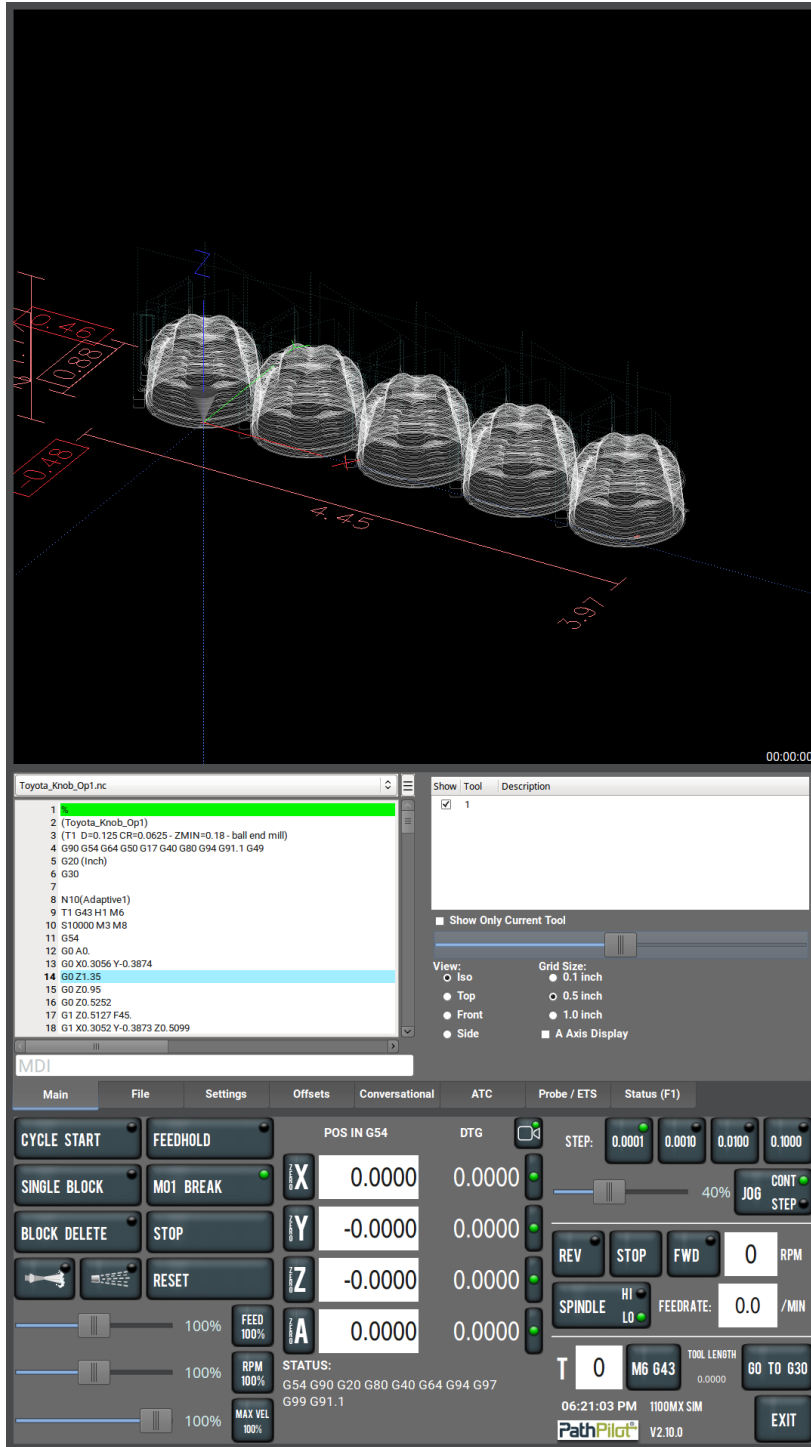 Z
0.46
0.88
-0.48
X
4.45
3.97
00:00:00
Toyota_Knob_Op1.nc
1 %
2 (Toyota_Knob_Op1)
3 (T1 D=0.125 CR=0.0625 - ZMIN=0.18 - ball end mill)
4 G90 G54 G64 G50 G17 G40 G80 G94 G91.1 G49
5 G20 (Inch)
6 G30
7
8 N10(Adaptive1)
9 T1 G43 H1 M6
10 S10000 M3 M8
11 G54
12 G0 A0.
13 G0 X0.3056 Y-0.3874
14 G0 Z1.35
15 G0 Z0.95
16 G0 Z0.5252
17 G1 Z0.5127 F45.
18 G1 X0.3052 Y-0.3873 Z0.5099
Show Tool Description
1
Show Only Current Tool
View: Grid Size:
Iso 0.1 inch
Top 0.5 inch
Front 1.0 inch
Side A Axis Display
MDI
Main File Settings Offsets Conversational ATC Probe / ETS Status (F1)
CYCLE START FEEDHOLD
SINGLE BLOCK M01 BREAK
BLOCK DELETE STOP
RESET
100% FEED 100%
100% RPM 100%
100% MAX VEL 100%
POS IN G54 DTG
ZERO X 0.0000 0.0000
ZERO Y -0.0000 0.0000
ZERO Z -0.0000 0.0000
ZERO A 0.0000 0.0000
STATUS:
G54 G90 G20 G80 G40 G64 G94 G97
G99 G91.1
STEP: 0.0001 0.0010 0.0100 0.1000
40% JOG CONT STEP
REV STOP FWD 0 RPM
SPINDLE HI LO FEEDRATE: 0.0 /MIN
T 0 M6 G43 TOOL LENGTH 0.0000 GO TO G30
06:21:03 PM 1100MX SIM
PathPilot V2.10.0 EXIT